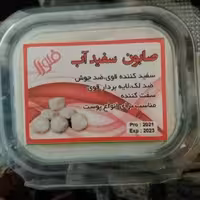 صابون سفیدآب
سفید کننده قوی،ضد جوش
ضد لک،لایه بردار قوی
سفت کننده
مناسب برای انواع پوست
Pro : 2021
Exp : 2023